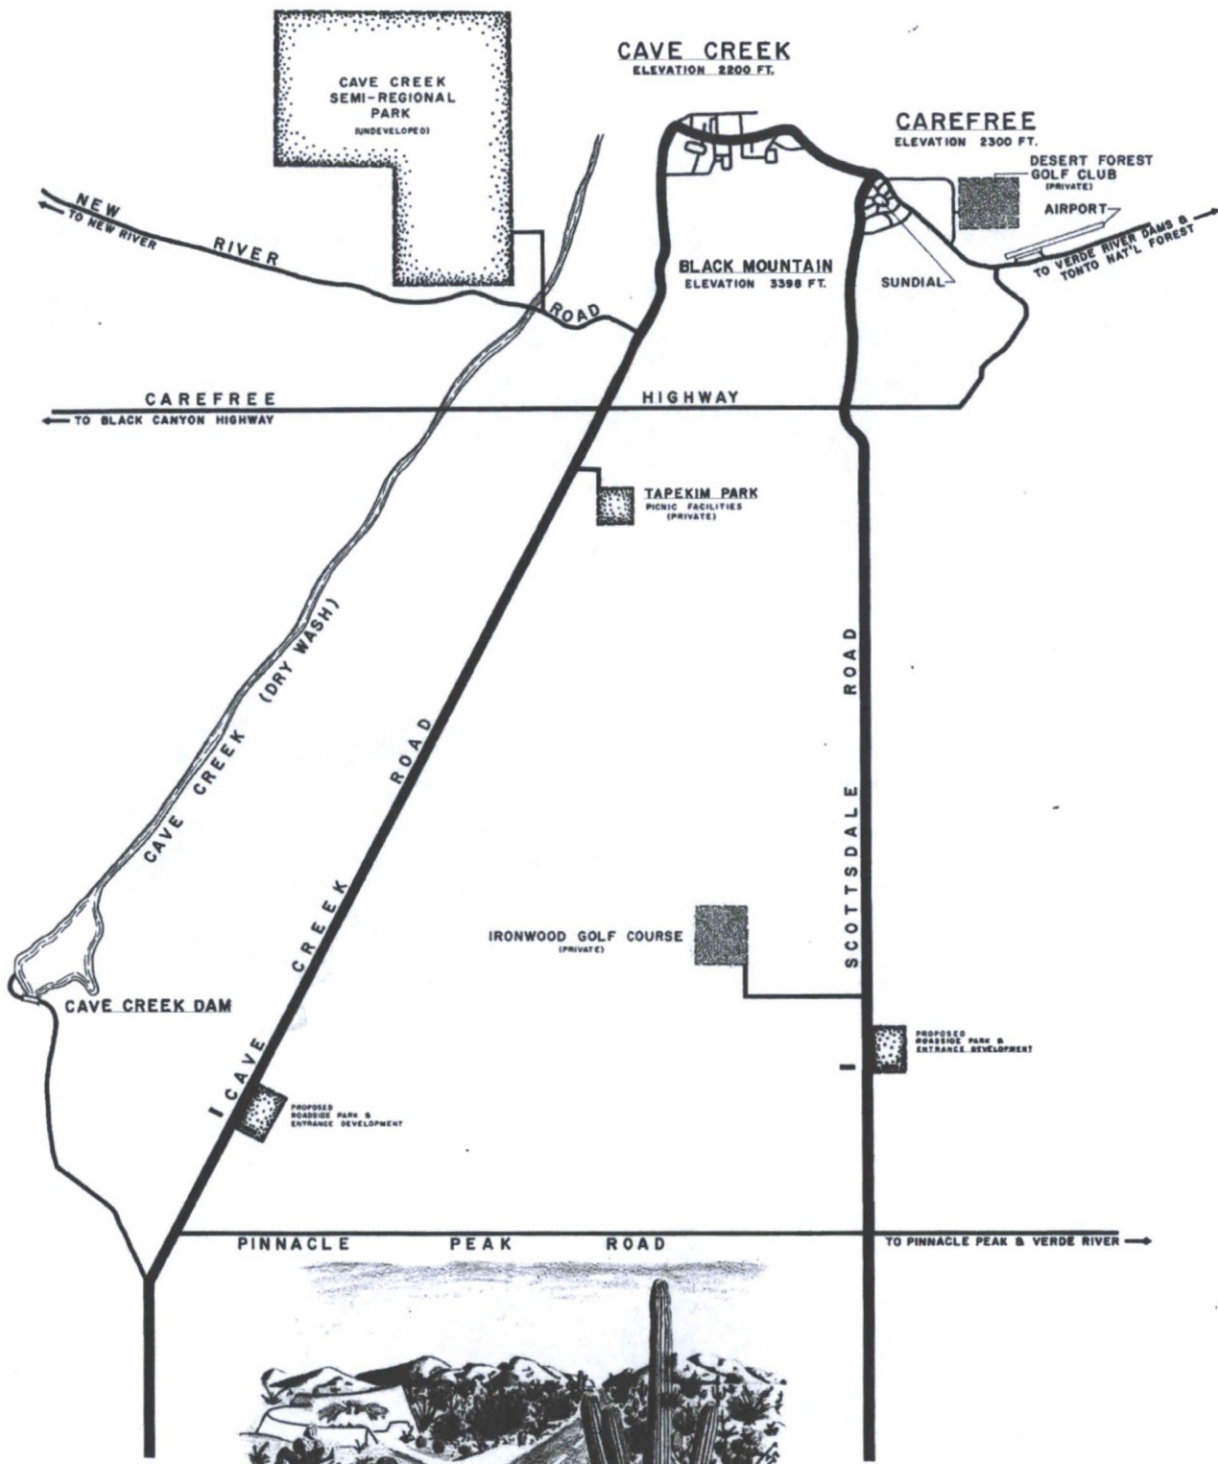 CAVE CREEK
ELEVATION 2200 FT.
CAVE CREEK
SEMI-REGIONAL
PARK
(UNDEVELOPED)
CAREFREE
ELEVATION 2300 FT.
DESERT FOREST
GOLF CLUB
(PRIVATE)
AIRPORT
NEW RIVER ROAD
TO NEW RIVER
TO VERDE RIVER DAMS &
TONTO NAT'L FOREST
BLACK MOUNTAIN
ELEVATION 3398 FT.
SUNDIAL
CAREFREE HIGHWAY
TO BLACK CANYON HIGHWAY
TAPEKIM PARK
PICNIC FACILITIES
(PRIVATE)
CAVE CREEK (DRY WASH)
CAVE CREEK ROAD
SCOTTSDALE ROAD
IRONWOOD GOLF COURSE
(PRIVATE)
CAVE CREEK DAM
PROPOSED
ROADSIDE PARK &
ENTRANCE DEVELOPMENT
PROPOSED
ROADSIDE PARK &
ENTRANCE DEVELOPMENT
PINNACLE PEAK ROAD
TO PINNACLE PEAK & VERDE RIVER